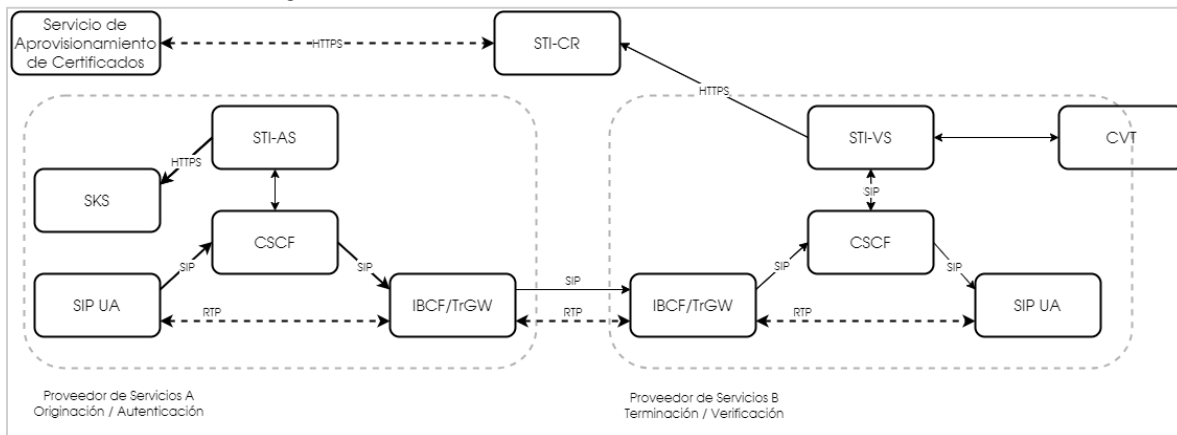 Servicio de
Aprovisionamiento
de Certificados
HTTPS
STI-CR
HTTPS
STI-AS
STI-VS
CVT
HTTPS
SKS
SIP
CSCF
CSCF
SIP
SIP
SIP
SIP
SIP UA
IBCF/TrGW
SIP
IBCF/TrGW
SIP UA
RTP
RTP
RTP
Proveedor de Servicios A
Originación / Autenticación
Proveedor de Servicios B
Terminación / Verificación